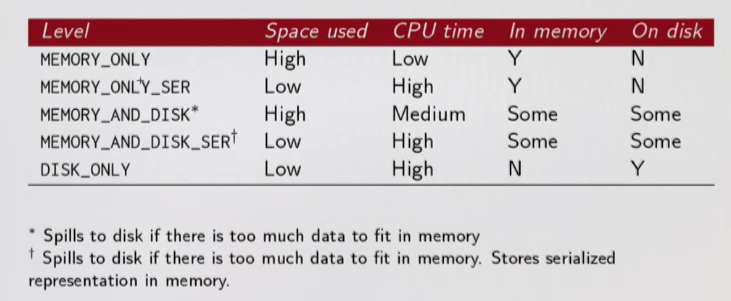 Level Space used CPU time In memory On disk
MEMORY_ONLY High Low Y N
MEMORY_ONLY_SER Low High Y N
MEMORY_AND_DISK* High Medium Some Some
MEMORY_AND_DISK_SER† Low High Some Some
DISK_ONLY Low High N Y
* Spills to disk if there is too much data to fit in memory
† Spills to disk if there is too much data to fit in memory. Stores serialized
representation in memory.